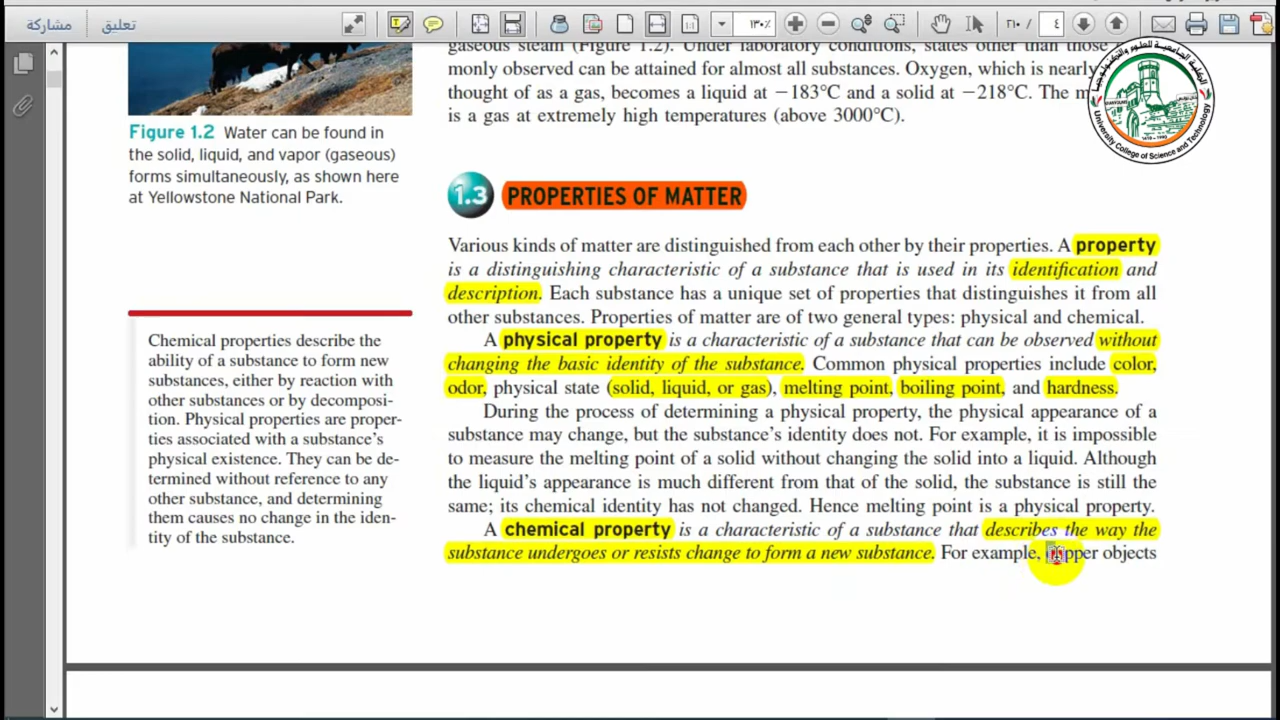 مشاركة
تعليق
١٣٠٪
٢١٠ /
٤
gaseous steam (Figure 1.2). Under laboratory conditions, states other than those
monly observed can be attained for almost all substances. Oxygen, which is nearly
thought of as a gas, becomes a liquid at −183°C and a solid at −218°C. The m
is a gas at extremely high temperatures (above 3000°C).
University College of Science and Technology
Figure 1.2 Water can be found in
the solid, liquid, and vapor (gaseous)
forms simultaneously, as shown here
at Yellowstone National Park.
1.3 PROPERTIES OF MATTER
Various kinds of matter are distinguished from each other by their properties. A property
is a distinguishing characteristic of a substance that is used in its identification and
description. Each substance has a unique set of properties that distinguishes it from all
other substances. Properties of matter are of two general types: physical and chemical.
A physical property is a characteristic of a substance that can be observed without
changing the basic identity of the substance. Common physical properties include color,
odor, physical state (solid, liquid, or gas), melting point, boiling point, and hardness.
During the process of determining a physical property, the physical appearance of a
substance may change, but the substance's identity does not. For example, it is impossible
to measure the melting point of a solid without changing the solid into a liquid. Although
the liquid's appearance is much different from that of the solid, the substance is still the
same; its chemical identity has not changed. Hence melting point is a physical property.
A chemical property is a characteristic of a substance that describes the way the
substance undergoes or resists change to form a new substance. For example, copper objects
Chemical properties describe the
ability of a substance to form new
substances, either by reaction with
other substances or by decomposi-
tion. Physical properties are proper-
ties associated with a substance's
physical existence. They can be de-
termined without reference to any
other substance, and determining
them causes no change in the iden-
tity of the substance.